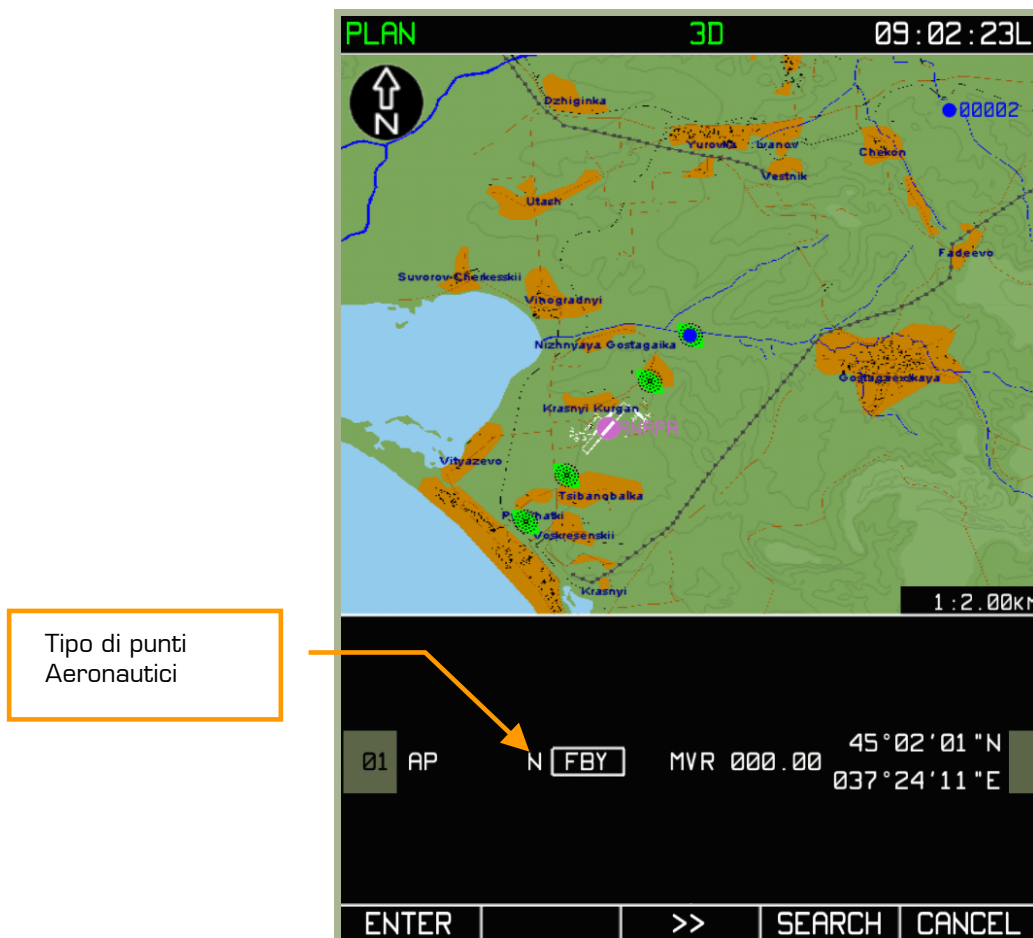 PLAN 3D 09:02:23L
N
Dzhiginka
00002
Yurovka Ivanov
Chekon
Vestnik
Utash
Fadeevo
Suvorov-Cherkesskii
Vinogradnyi
Nizhnyaya Gostagaika
Gostagaevskaya
Krasnyi Kurgan
ANAPA
Vityazevo
Tsibanobalka
Voskresenskii
Krasnyi
1:2.00KM
Tipo di punti
Aeronautici
01 AP N FBY MVR 000.00 45°02'01"N
037°24'11"E
ENTER >> SEARCH CANCEL